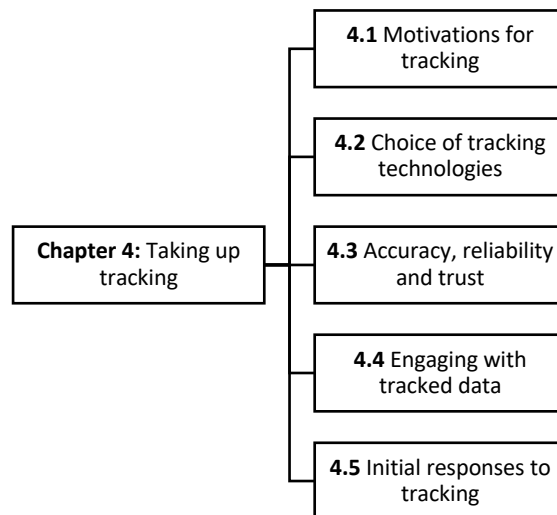 4.1 Motivations for
tracking
4.2 Choice of tracking
technologies
Chapter 4: Taking up
tracking
4.3 Accuracy, reliability
and trust
4.4 Engaging with
tracked data
4.5 Initial responses to
tracking